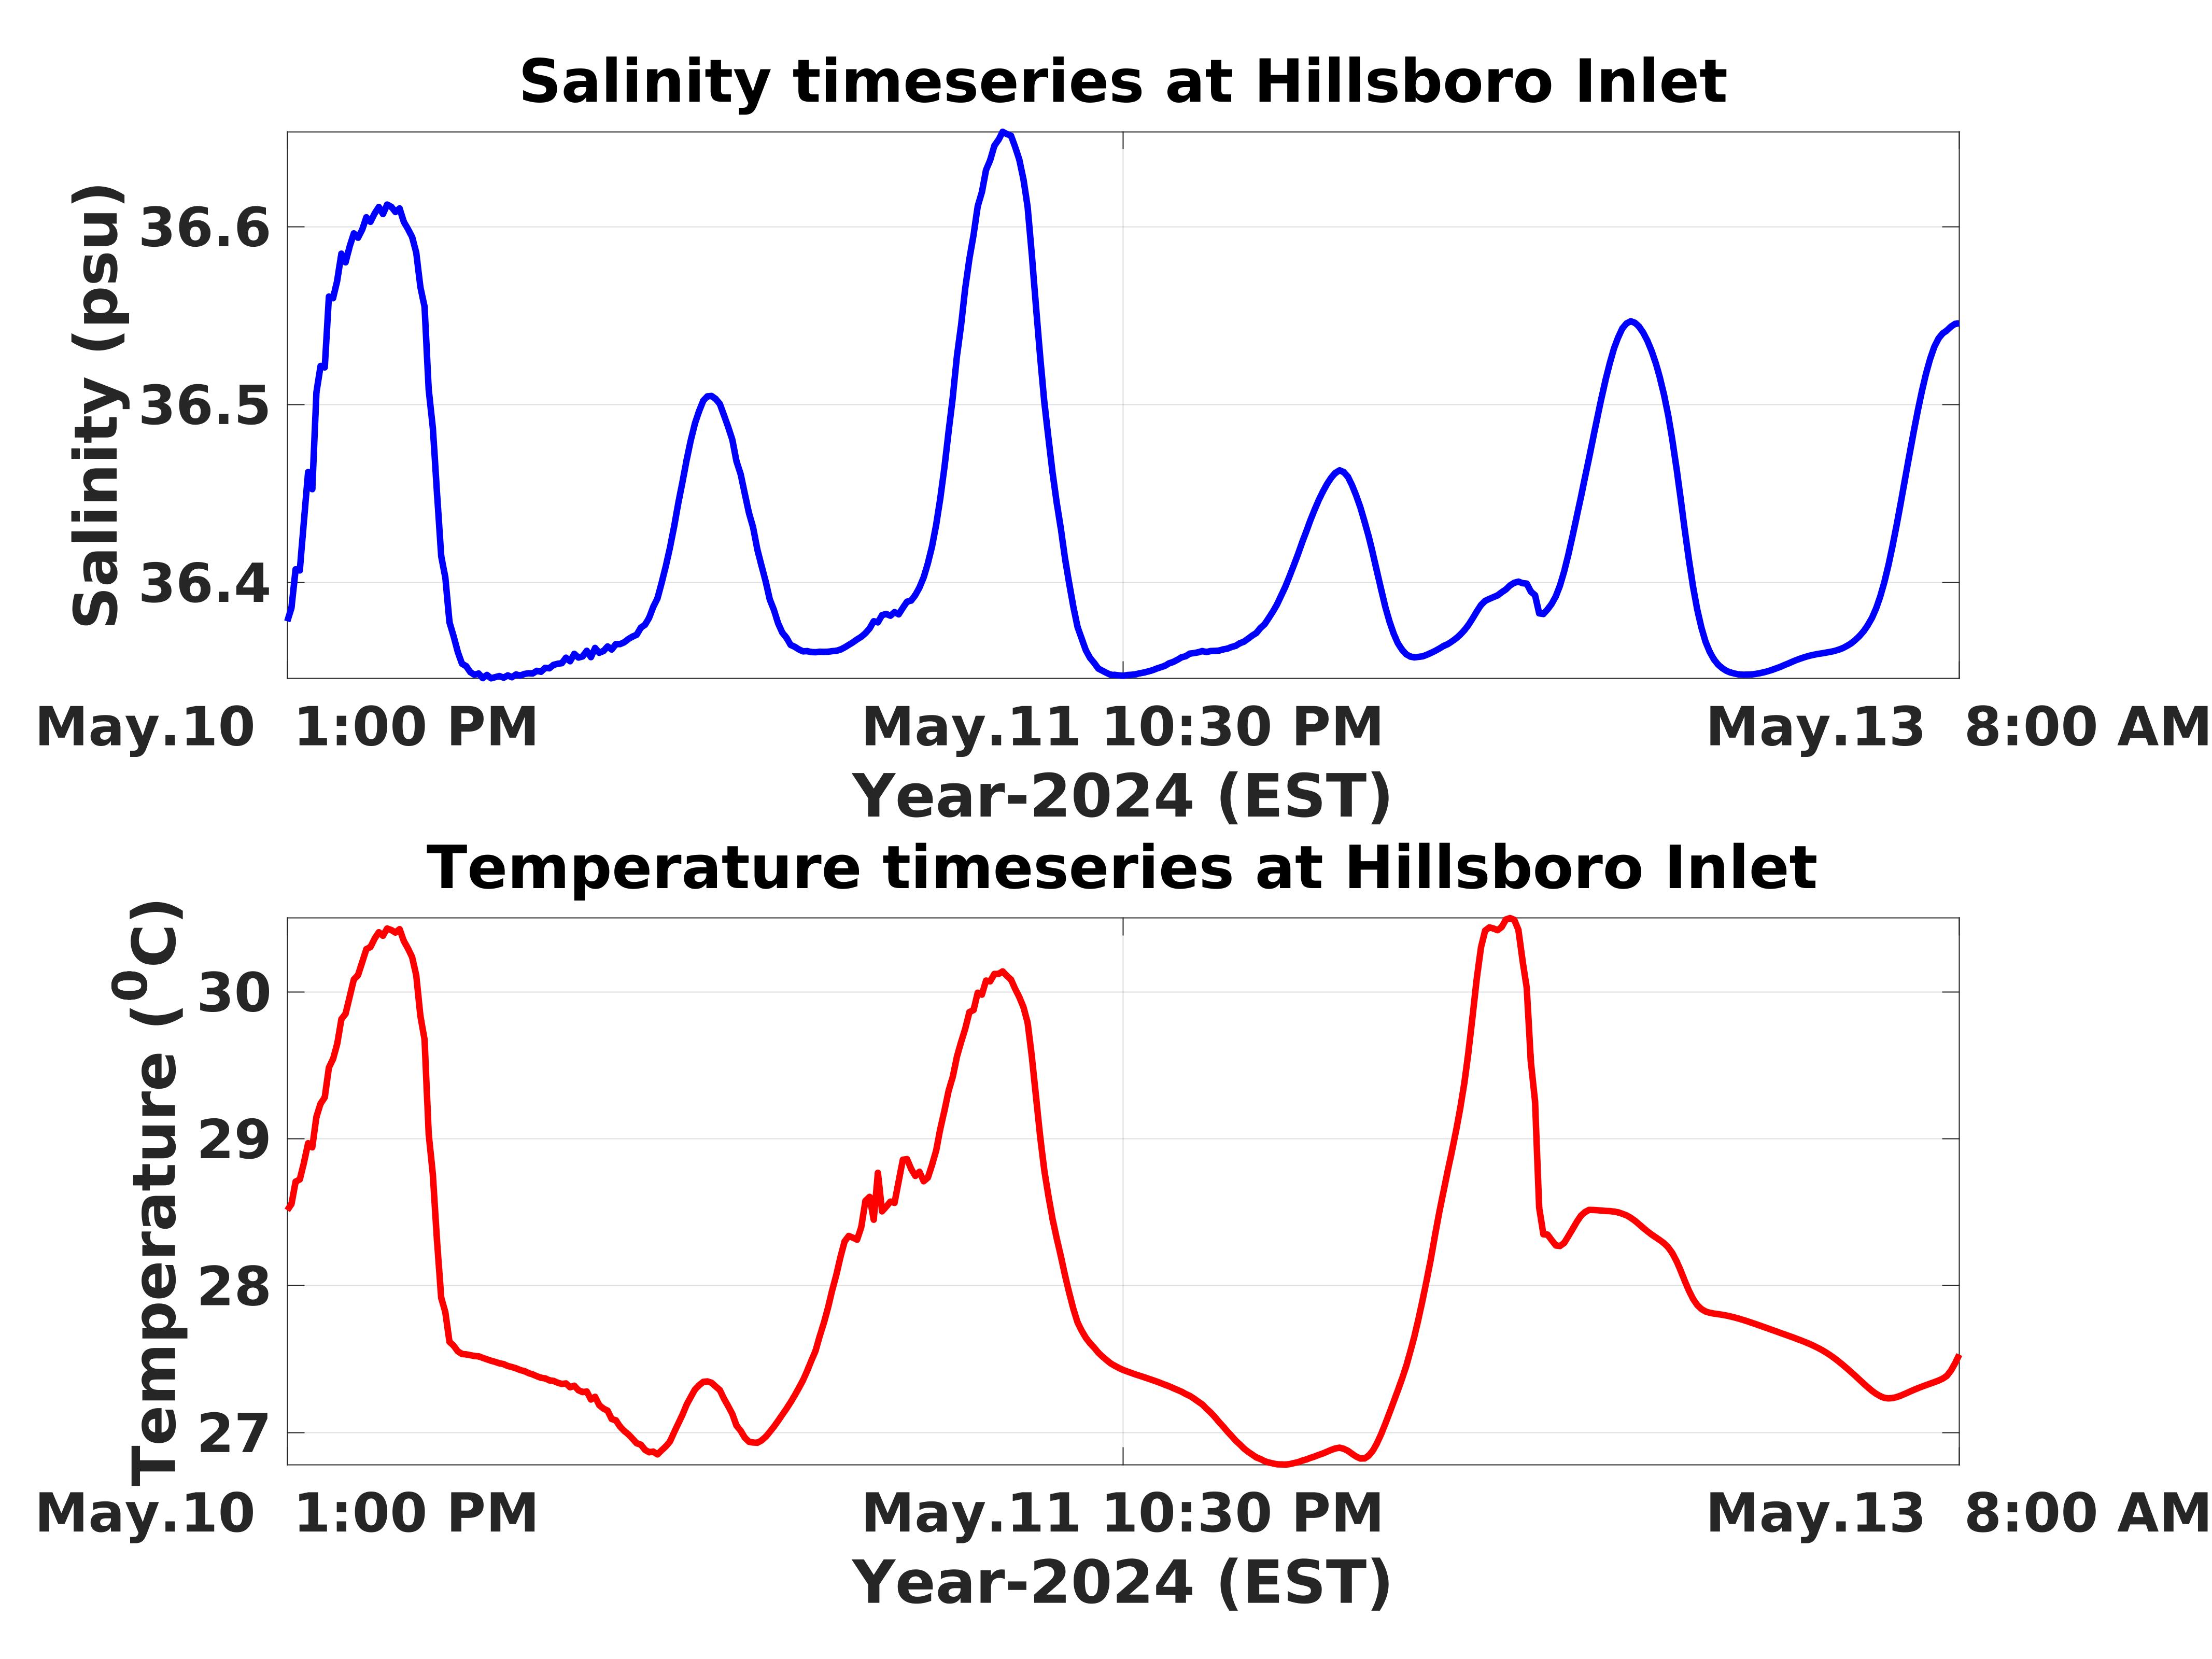 Salinity timeseries at Hillsboro Inlet
Salinity (psu)
36.6
36.5
36.4
May.10 1:00 PM May.11 10:30 PM May.13 8:00 AM
Year-2024 (EST)
Temperature timeseries at Hillsboro Inlet
Temperature (⁰C)
30
29
28
27
May.10 1:00 PM May.11 10:30 PM May.13 8:00 AM
Year-2024 (EST)